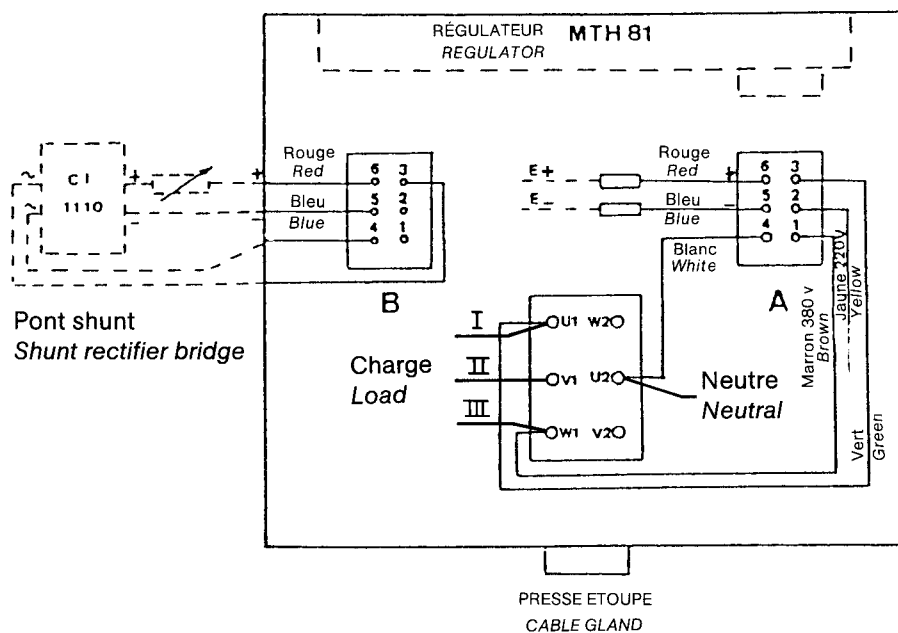 RÉGULATEUR MTH 81
REGULATOR
C I
1110
~
~
+
-
+
-
Rouge
Red
Bleu
Blue
6 3
5 2
4 1
B
E+
E-
Rouge
Red
Bleu
Blue
Blanc
White
+
-
6 3
5 2
4 1
A
Marron 380 v
Brown
Jaune 220V
Yellow
Vert
Green
Pont shunt
Shunt rectifier bridge
Charge
Load
I
II
III
U1 W2
V1 U2
W1 V2
Neutre
Neutral
PRESSE ETOUPE
CABLE GLAND